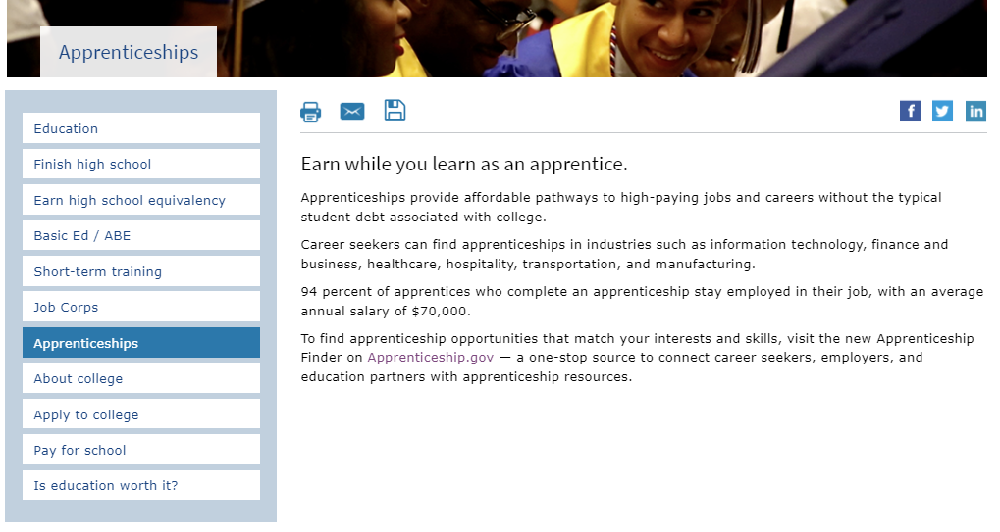 Apprenticeships
Education
Finish high school
Earn high school equivalency
Basic Ed / ABE
Short-term training
Job Corps
Apprenticeships
About college
Apply to college
Pay for school
Is education worth it?
f
in
Earn while you learn as an apprentice.
Apprenticeships provide affordable pathways to high-paying jobs and careers without the typical
student debt associated with college.
Career seekers can find apprenticeships in industries such as information technology, finance and
business, healthcare, hospitality, transportation, and manufacturing.
94 percent of apprentices who complete an apprenticeship stay employed in their job, with an average
annual salary of $70,000.
To find apprenticeship opportunities that match your interests and skills, visit the new Apprenticeship
Finder on Apprenticeship.gov — a one-stop source to connect career seekers, employers, and
education partners with apprenticeship resources.